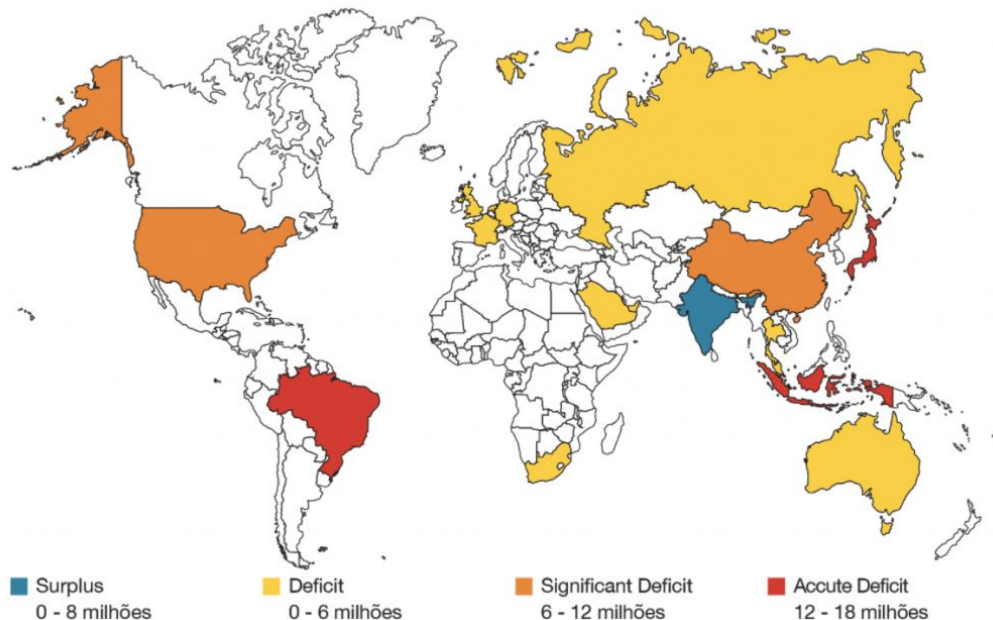 Surplus
0 - 8 milhões
Deficit
0 - 6 milhões
Significant Deficit
6 - 12 milhões
Accute Deficit
12 - 18 milhões